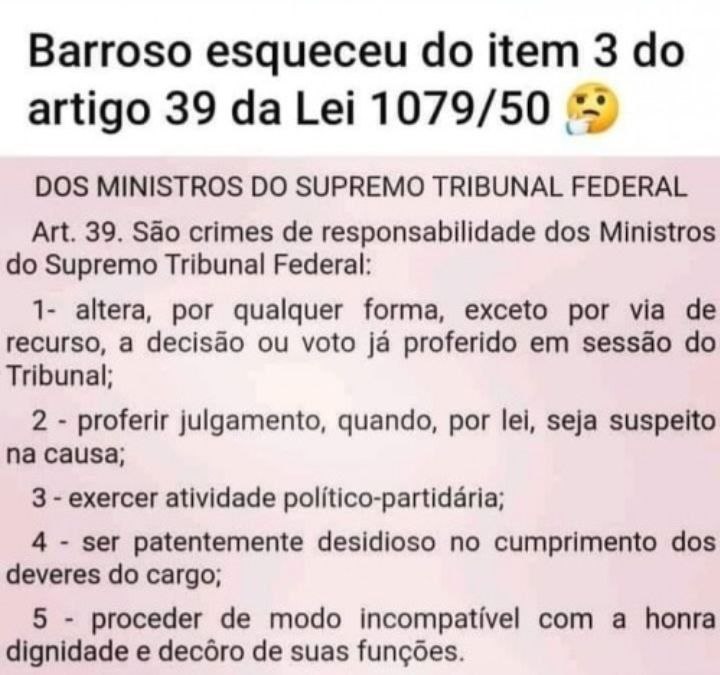 Barroso esqueceu do item 3 do
artigo 39 da Lei 1079/50 🤔
DOS MINISTROS DO SUPREMO TRIBUNAL FEDERAL
Art. 39. São crimes de responsabilidade dos Ministros
do Supremo Tribunal Federal:
1- altera, por qualquer forma, exceto por via de
recurso, a decisão ou voto já proferido em sessão do
Tribunal;
2 - proferir julgamento, quando, por lei, seja suspeito
na causa;
3 - exercer atividade político-partidária;
4 - ser patentemente desidioso no cumprimento dos
deveres do cargo;
5 - proceder de modo incompatível com a honra
dignidade e decôro de suas funções.